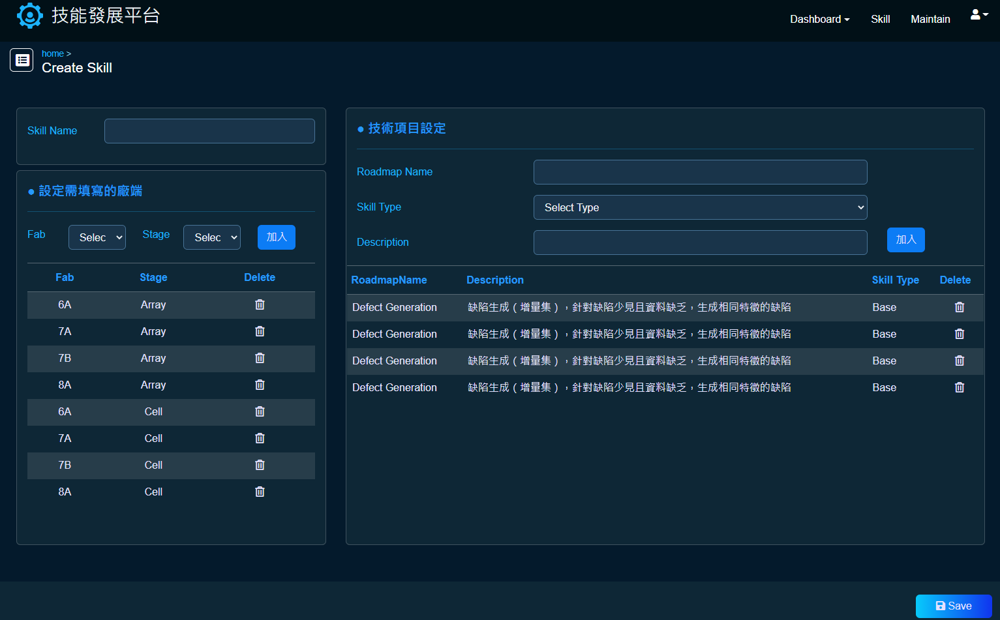 技能發展平台
Dashboard Skill Maintain
home >
Create Skill
Skill Name
● 設定需填寫的廠端
Fab Selec Stage Selec 加入
Fab Stage Delete
6A Array
7A Array
7B Array
8A Array
6A Cell
7A Cell
7B Cell
8A Cell
● 技術項目設定
Roadmap Name
Skill Type Select Type
Description 加入
RoadmapName Description Skill Type Delete
Defect Generation 缺陷生成（增量集），針對缺陷少見且資料缺乏，生成相同特徵的缺陷 Base
Defect Generation 缺陷生成（增量集），針對缺陷少見且資料缺乏，生成相同特徵的缺陷 Base
Defect Generation 缺陷生成（增量集），針對缺陷少見且資料缺乏，生成相同特徵的缺陷 Base
Defect Generation 缺陷生成（增量集），針對缺陷少見且資料缺乏，生成相同特徵的缺陷 Base
Save